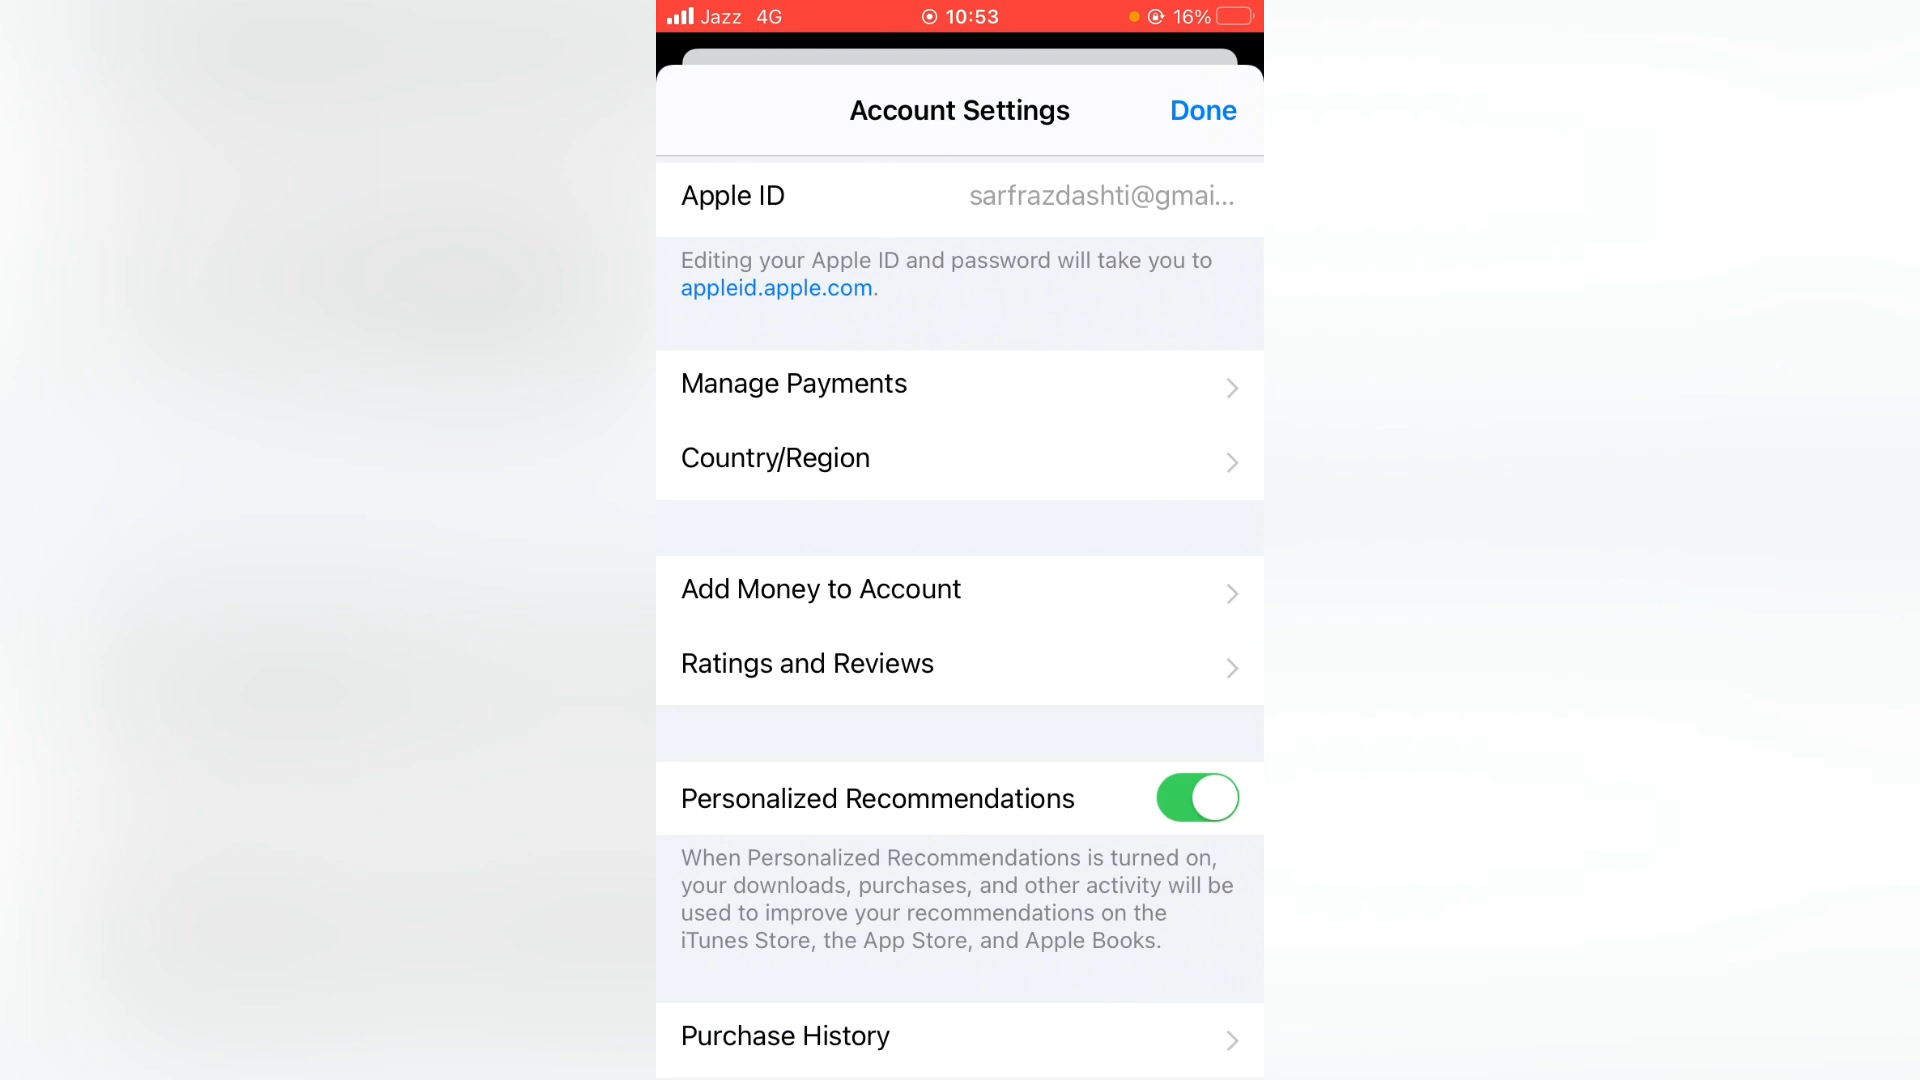 Jazz 4G 10:53 16%
Account Settings Done
Apple ID sarfrazdashti@gmai...
Editing your Apple ID and password will take you to
appleid.apple.com.
Manage Payments
Country/Region
Add Money to Account
Ratings and Reviews
Personalized Recommendations
When Personalized Recommendations is turned on,
your downloads, purchases, and other activity will be
used to improve your recommendations on the
iTunes Store, the App Store, and Apple Books.
Purchase History